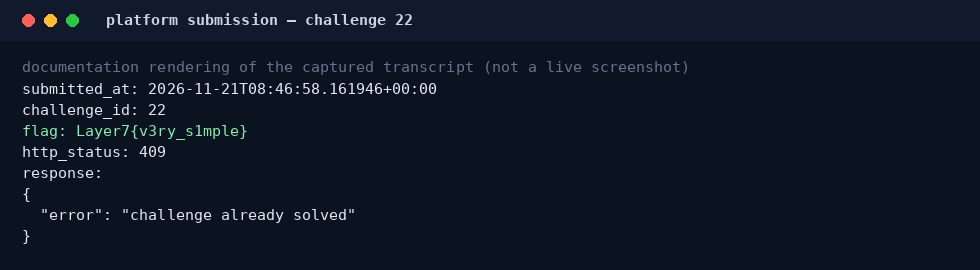 platform submission — challenge 22
documentation rendering of the captured transcript (not a live screenshot)
submitted_at: 2026-11-21T08:46:58.161946+00:00
challenge_id: 22
flag: Layer7{v3ry_s1mple}
http_status: 409
response:
{
  "error": "challenge already solved"
}